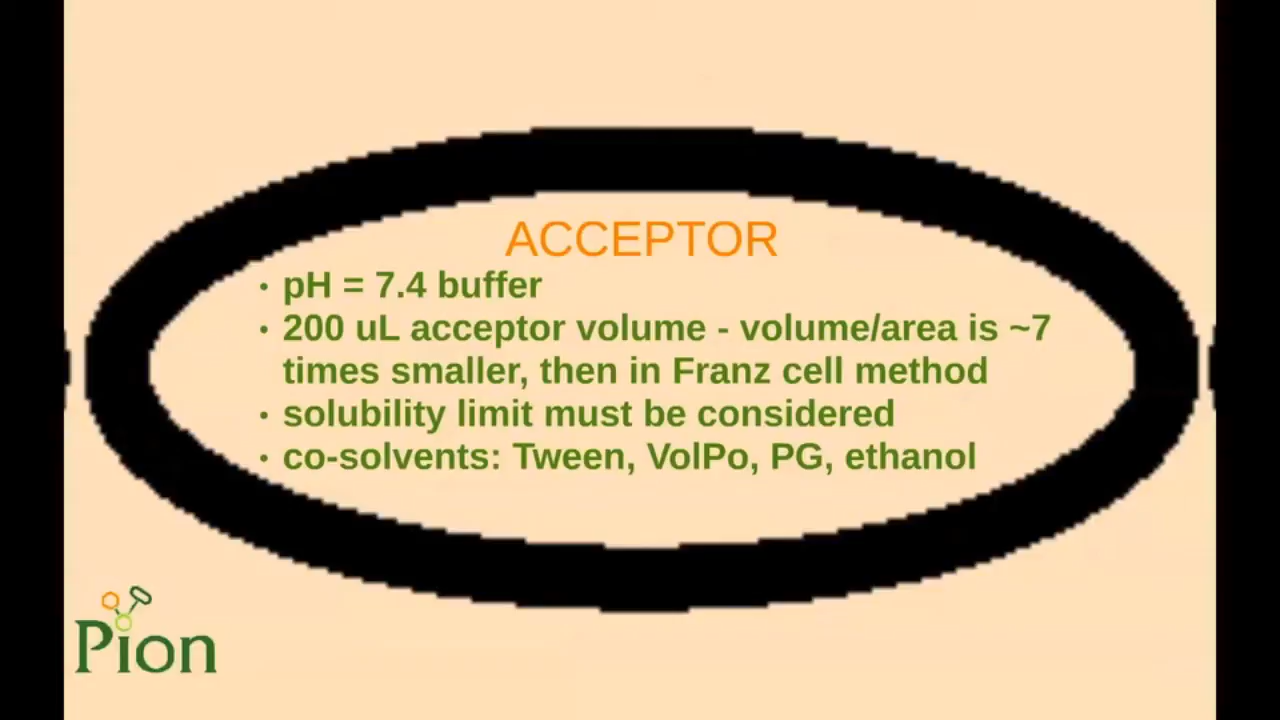 ACCEPTOR
• pH = 7.4 buffer
• 200 uL acceptor volume - volume/area is ~7
times smaller, then in Franz cell method
• solubility limit must be considered
• co-solvents: Tween, VolPo, PG, ethanol
Pion